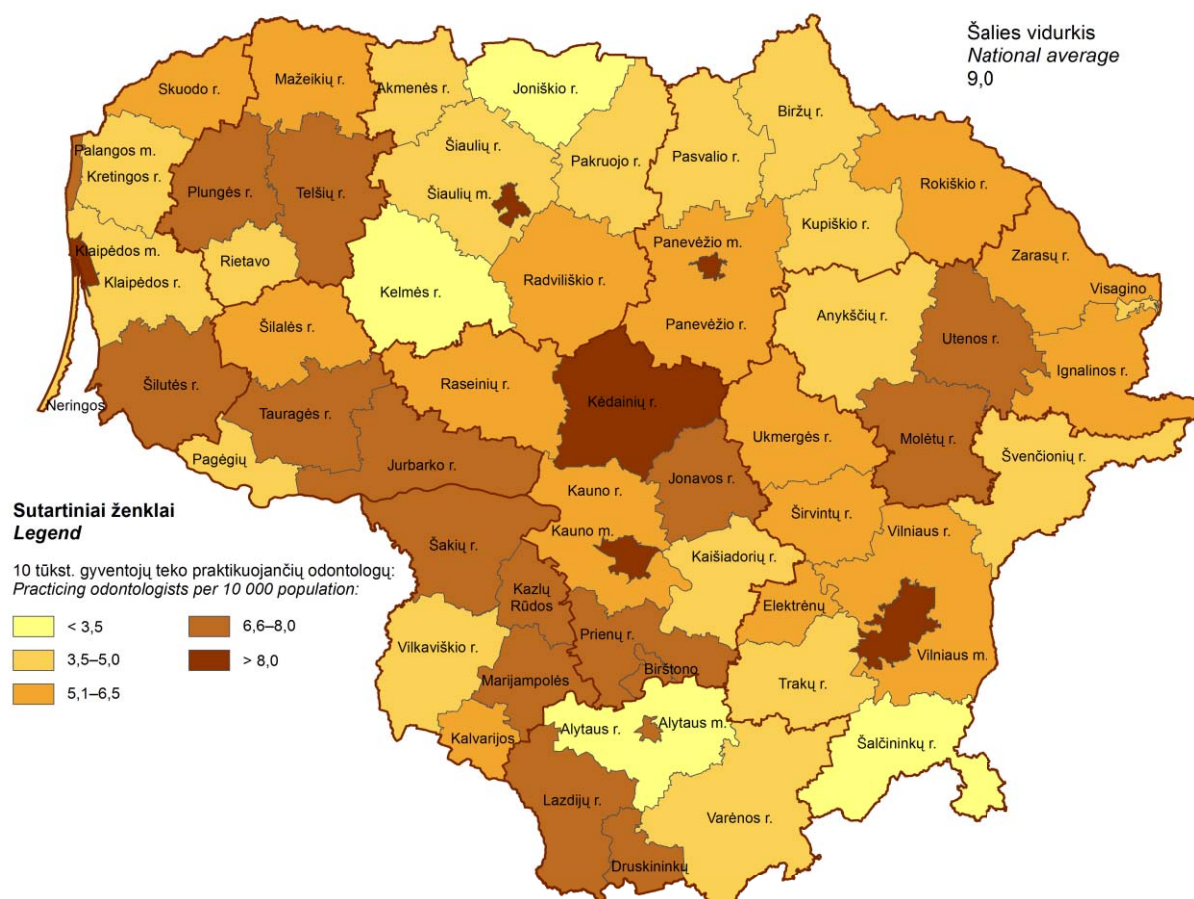 Šalies vidurkis
National average
9,0
Skuodo r.
Mažeikių r.
Akmenės r.
Joniškio r.
Biržų r.
Palangos m.
Kretingos r.
Plungės r.
Telšių r.
Šiaulių r.
Šiaulių m.
Pakruojo r.
Pasvalio r.
Rokiškio r.
Kupiškio r.
Klaipėdos m.
Klaipėdos r.
Rietavo
Kelmės r.
Radviliškio r.
Panevėžio m.
Panevėžio r.
Anykščių r.
Zarasų r.
Visagino
Utenos r.
Ignalinos r.
Šilalės r.
Šilutės r.
Neringos
Tauragės r.
Raseinių r.
Kėdainių r.
Ukmergės r.
Molėtų r.
Švenčionių r.
Pagėgių
Jurbarko r.
Jonavos r.
Kauno r.
Kauno m.
Širvintų r.
Vilniaus r.
Šakių r.
Kaišiadorių r.
Kazlų
Rūdos
Elektrėnų
Prienų r.
Vilkaviškio r.
Vilniaus m.
Birštono
Marijampolės
Trakų r.
Kalvarijos
Alytaus r.
Alytaus m.
Šalčininkų r.
Lazdijų r.
Varėnos r.
Druskininkų
Sutartiniai ženklai
Legend
10 tūkst. gyventojų teko praktikuojančių odontologų:
Practicing odontologists per 10 000 population:
< 3,5
3,5–5,0
5,1–6,5
6,6–8,0
> 8,0